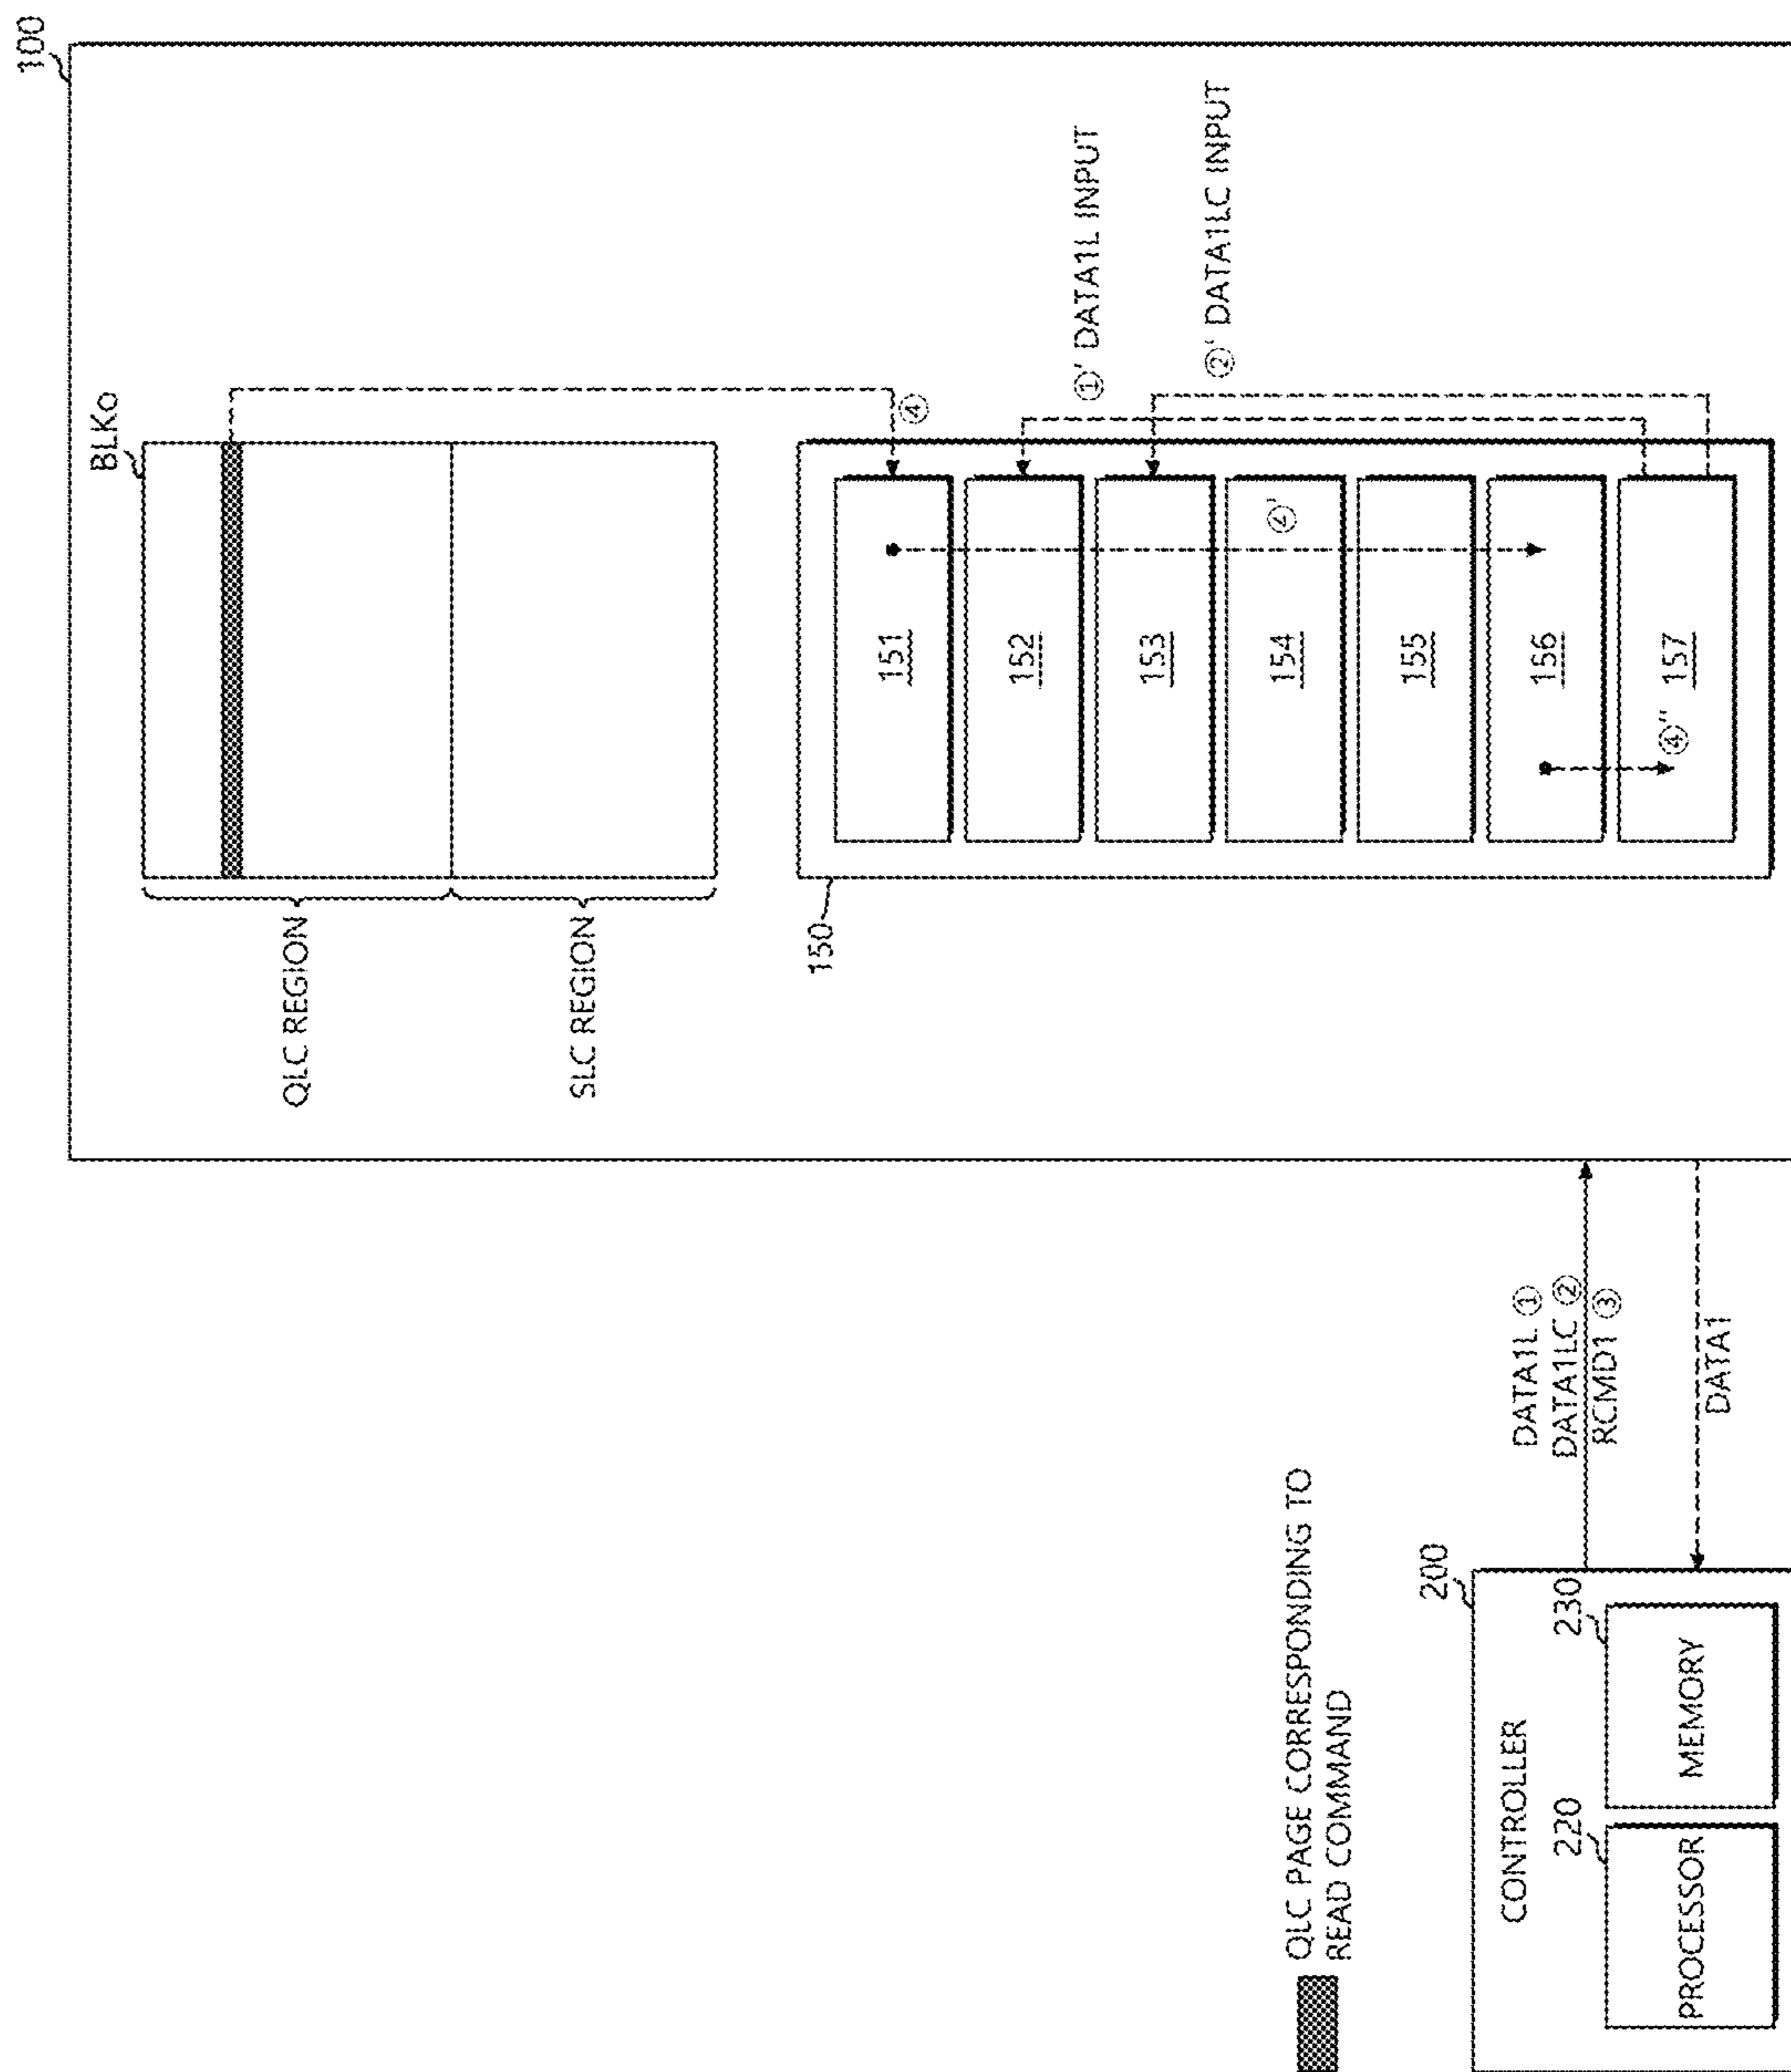 100
BLKo
QLC REGION
SLC REGION
④
①' DATA1L INPUT
②' DATA1LC INPUT
150
151
152
153
154
④'
155
156
157
④"
DATA1L ①
DATA1LC ②
RCMD1 ③
DATA1
QLC PAGE CORRESPONDING TO
READ COMMAND
200
CONTROLLER
220
PROCESSOR
230
MEMORY